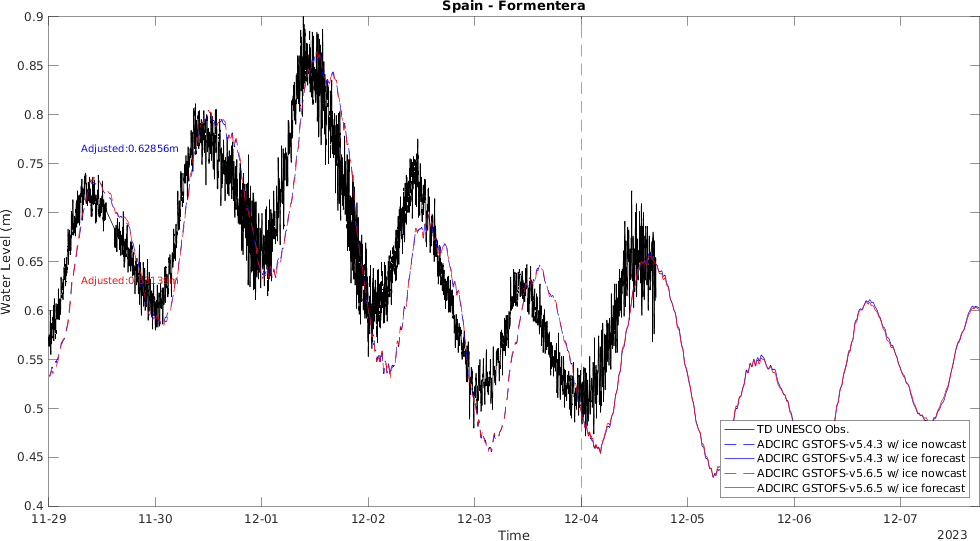 Spain - Formentera
0.9
0.85
0.8
0.75
0.7
0.65
0.6
0.55
0.5
0.45
0.4
Water Level (m)
Adjusted:0.62856m
TD UNESCO Obs.
ADCIRC GSTOFS-v5.4.3 w/ ice nowcast
ADCIRC GSTOFS-v5.4.3 w/ ice forecast
ADCIRC GSTOFS-v5.6.5 w/ ice nowcast
ADCIRC GSTOFS-v5.6.5 w/ ice forecast
11-29 11-30 12-01 12-02 12-03 12-04 12-05 12-06 12-07
Time
2023